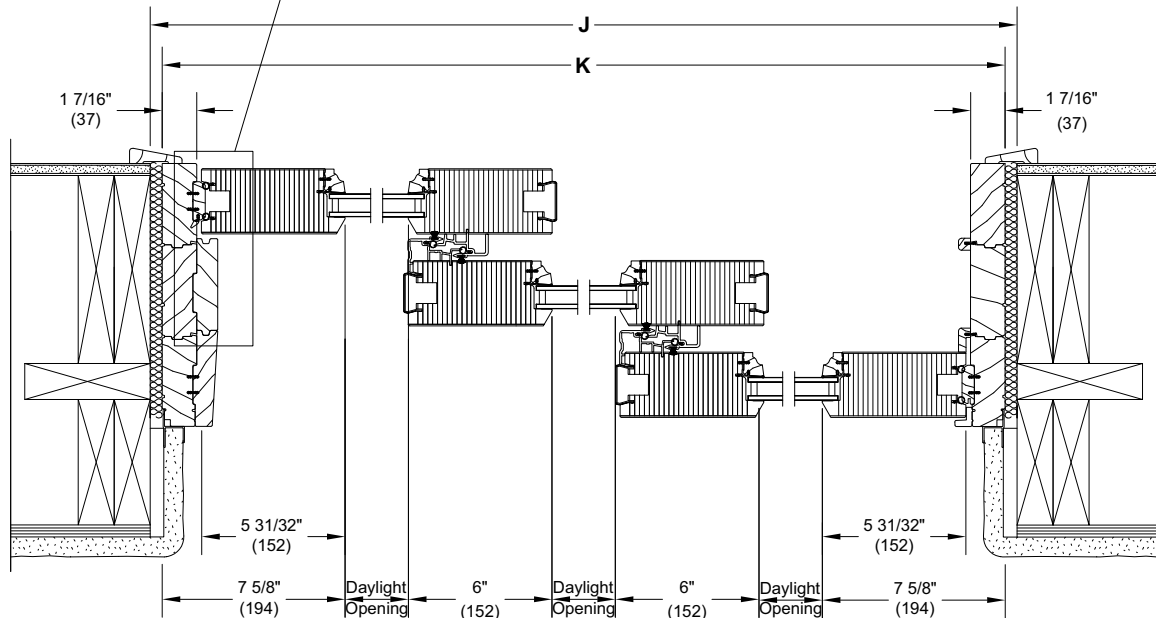 J
K
1 7/16"
(37)
1 7/16"
(37)
5 31/32"
(152)
5 31/32"
(152)
7 5/8"
(194)
Daylight
Opening
6"
(152)
Daylight
Opening
6"
(152)
Daylight
Opening
7 5/8"
(194)